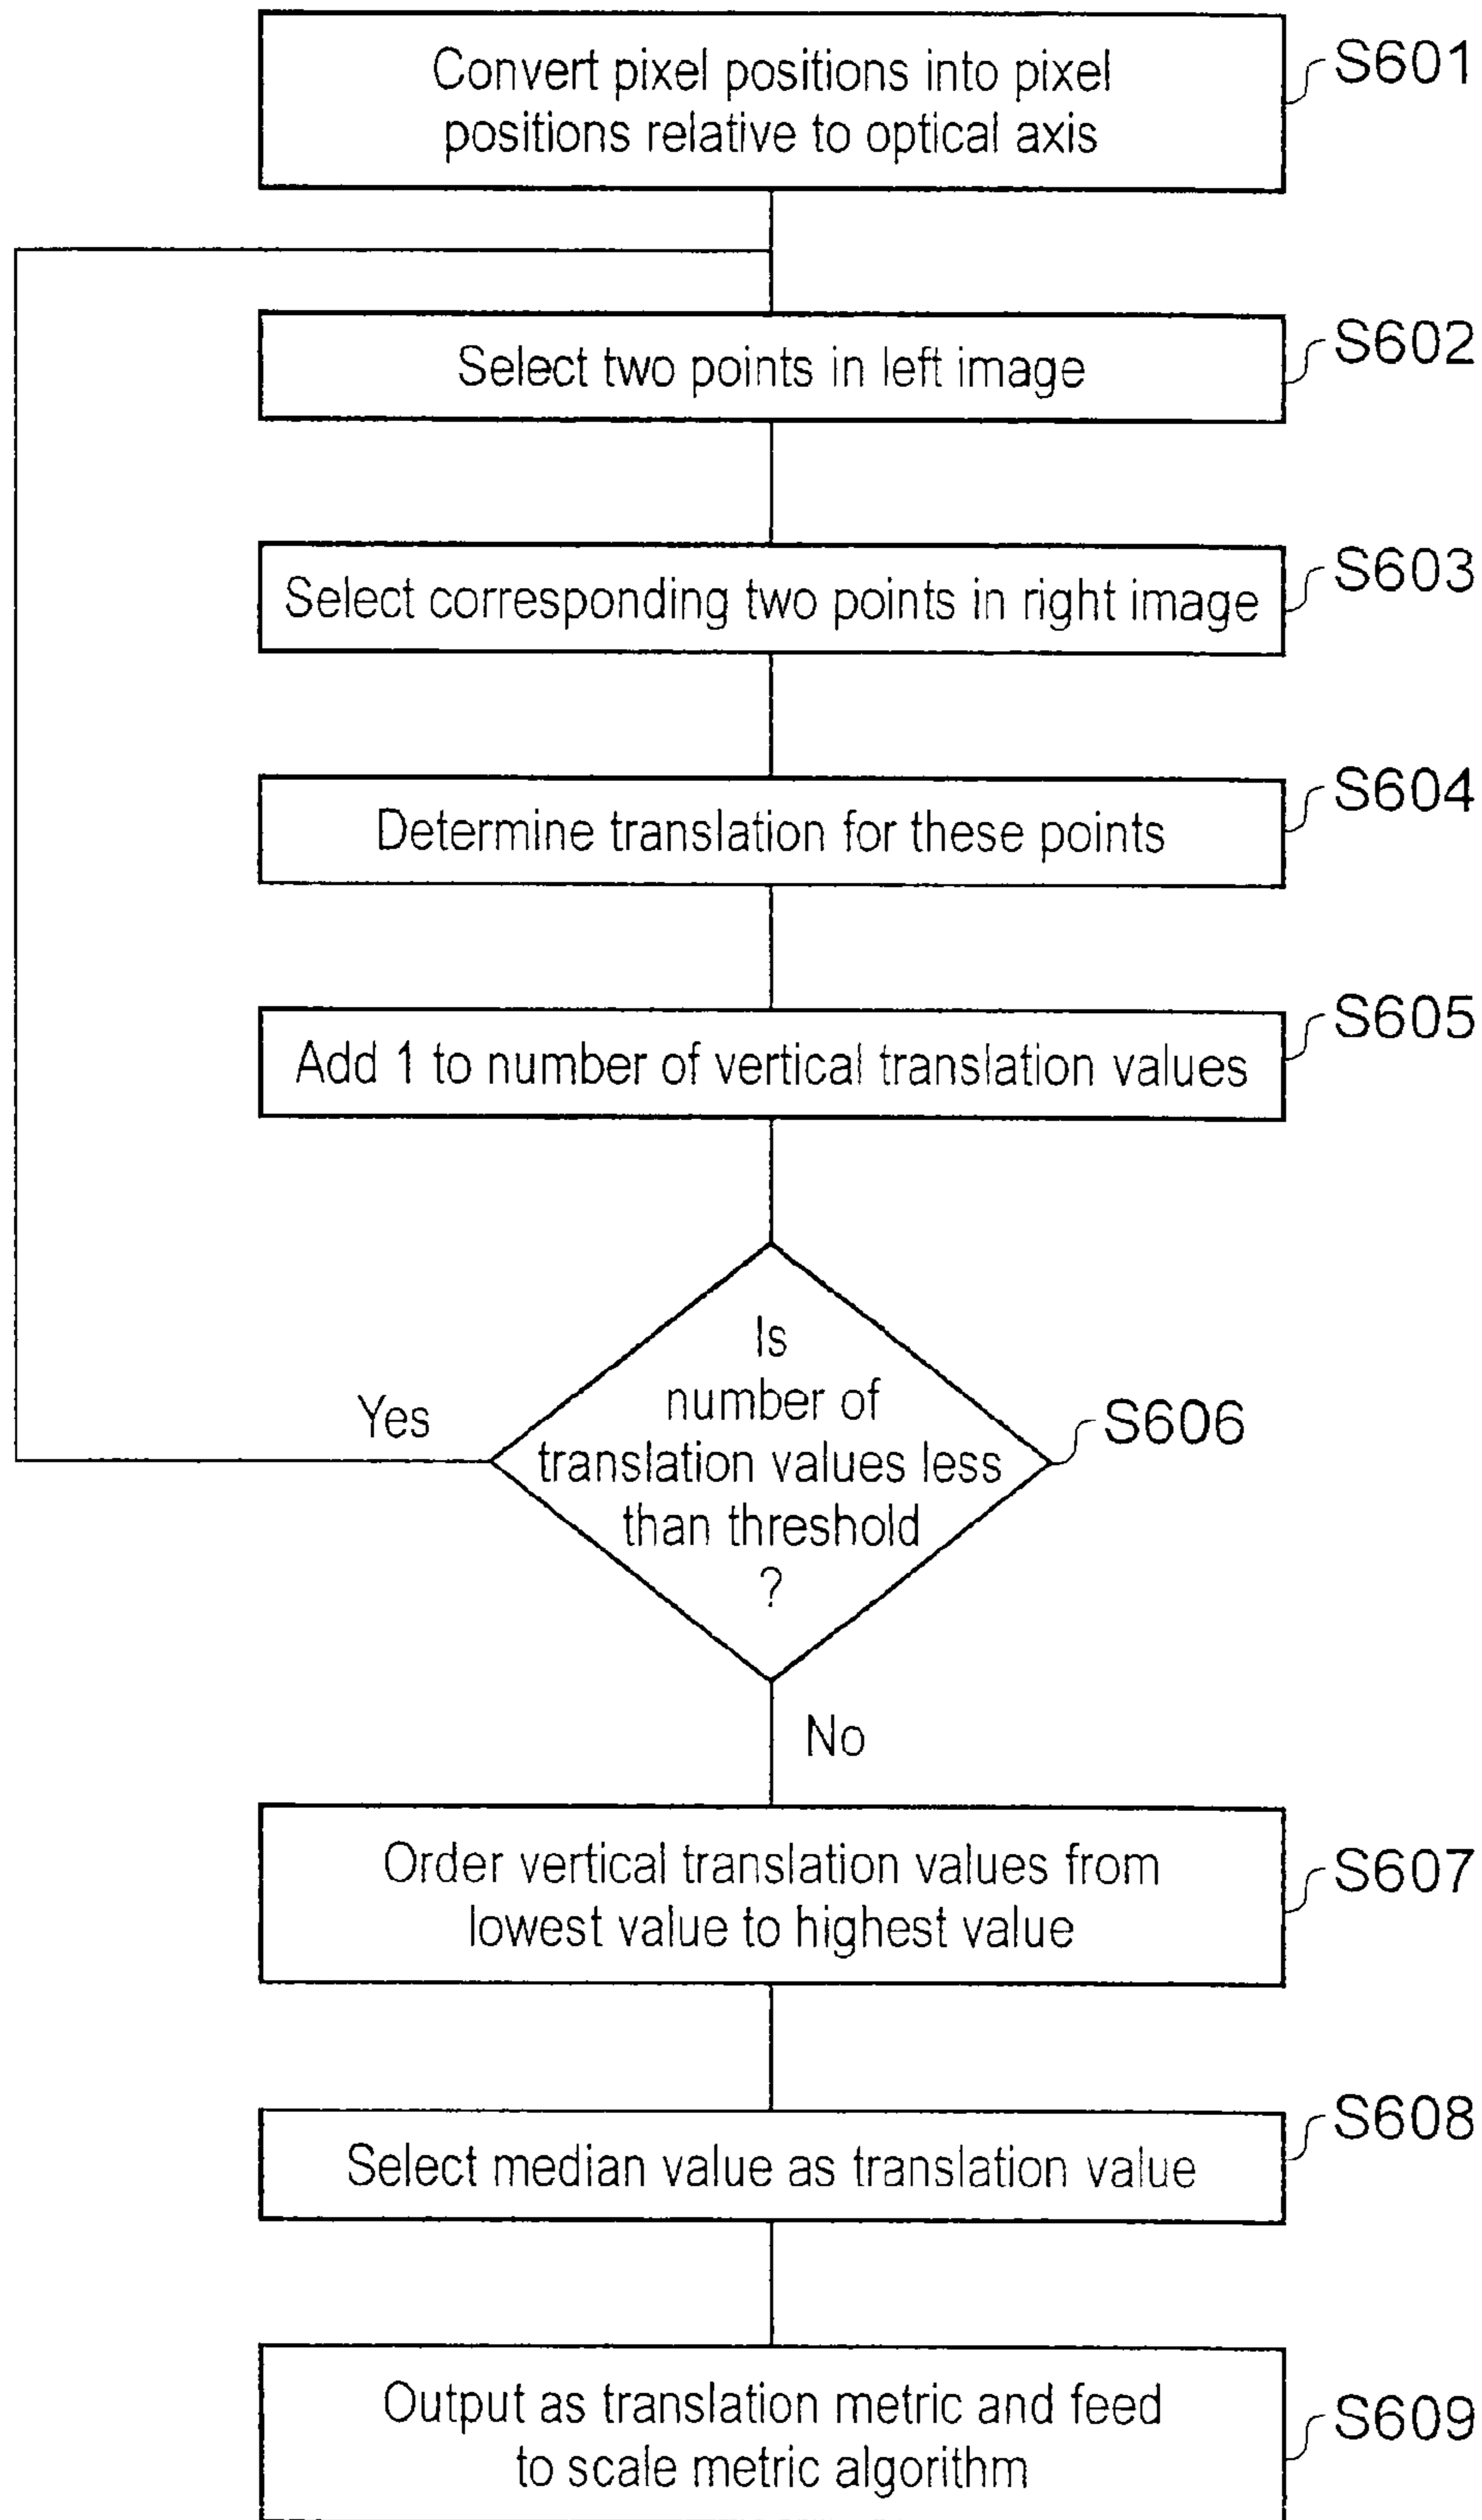 Convert pixel positions into pixel
positions relative to optical axis
S601
Select two points in left image
S602
Select corresponding two points in right image
S603
Determine translation for these points
S604
Add 1 to number of vertical translation values
S605
Is
number of
translation values less
than threshold
?
S606
Yes
No
Order vertical translation values from
lowest value to highest value
S607
Select median value as translation value
S608
Output as translation metric and feed
to scale metric algorithm
S609